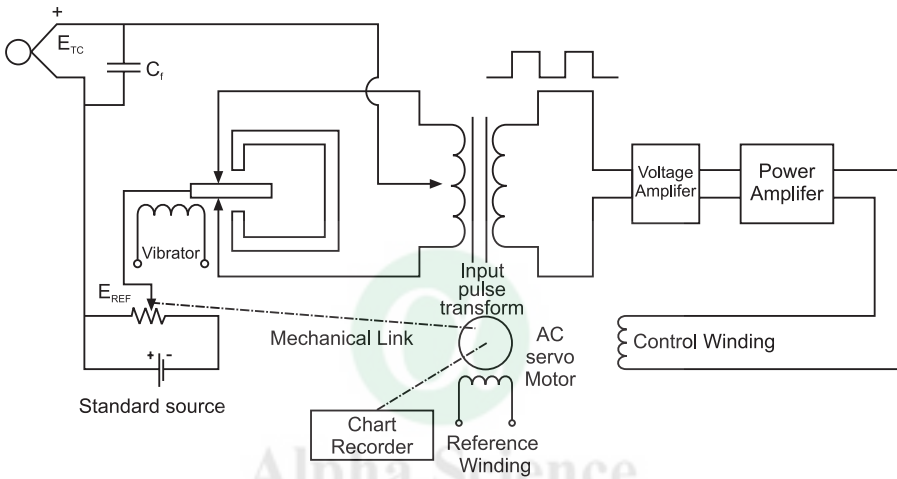 +
E_TC
C_f
Vibrator
E_REF
+ -
Standard source
Mechanical Link
Input
pulse
transform
AC
servo
Motor
Chart
Recorder
Reference
Winding
Voltage
Amplifer
Power
Amplifer
Control Winding
Alpha Science